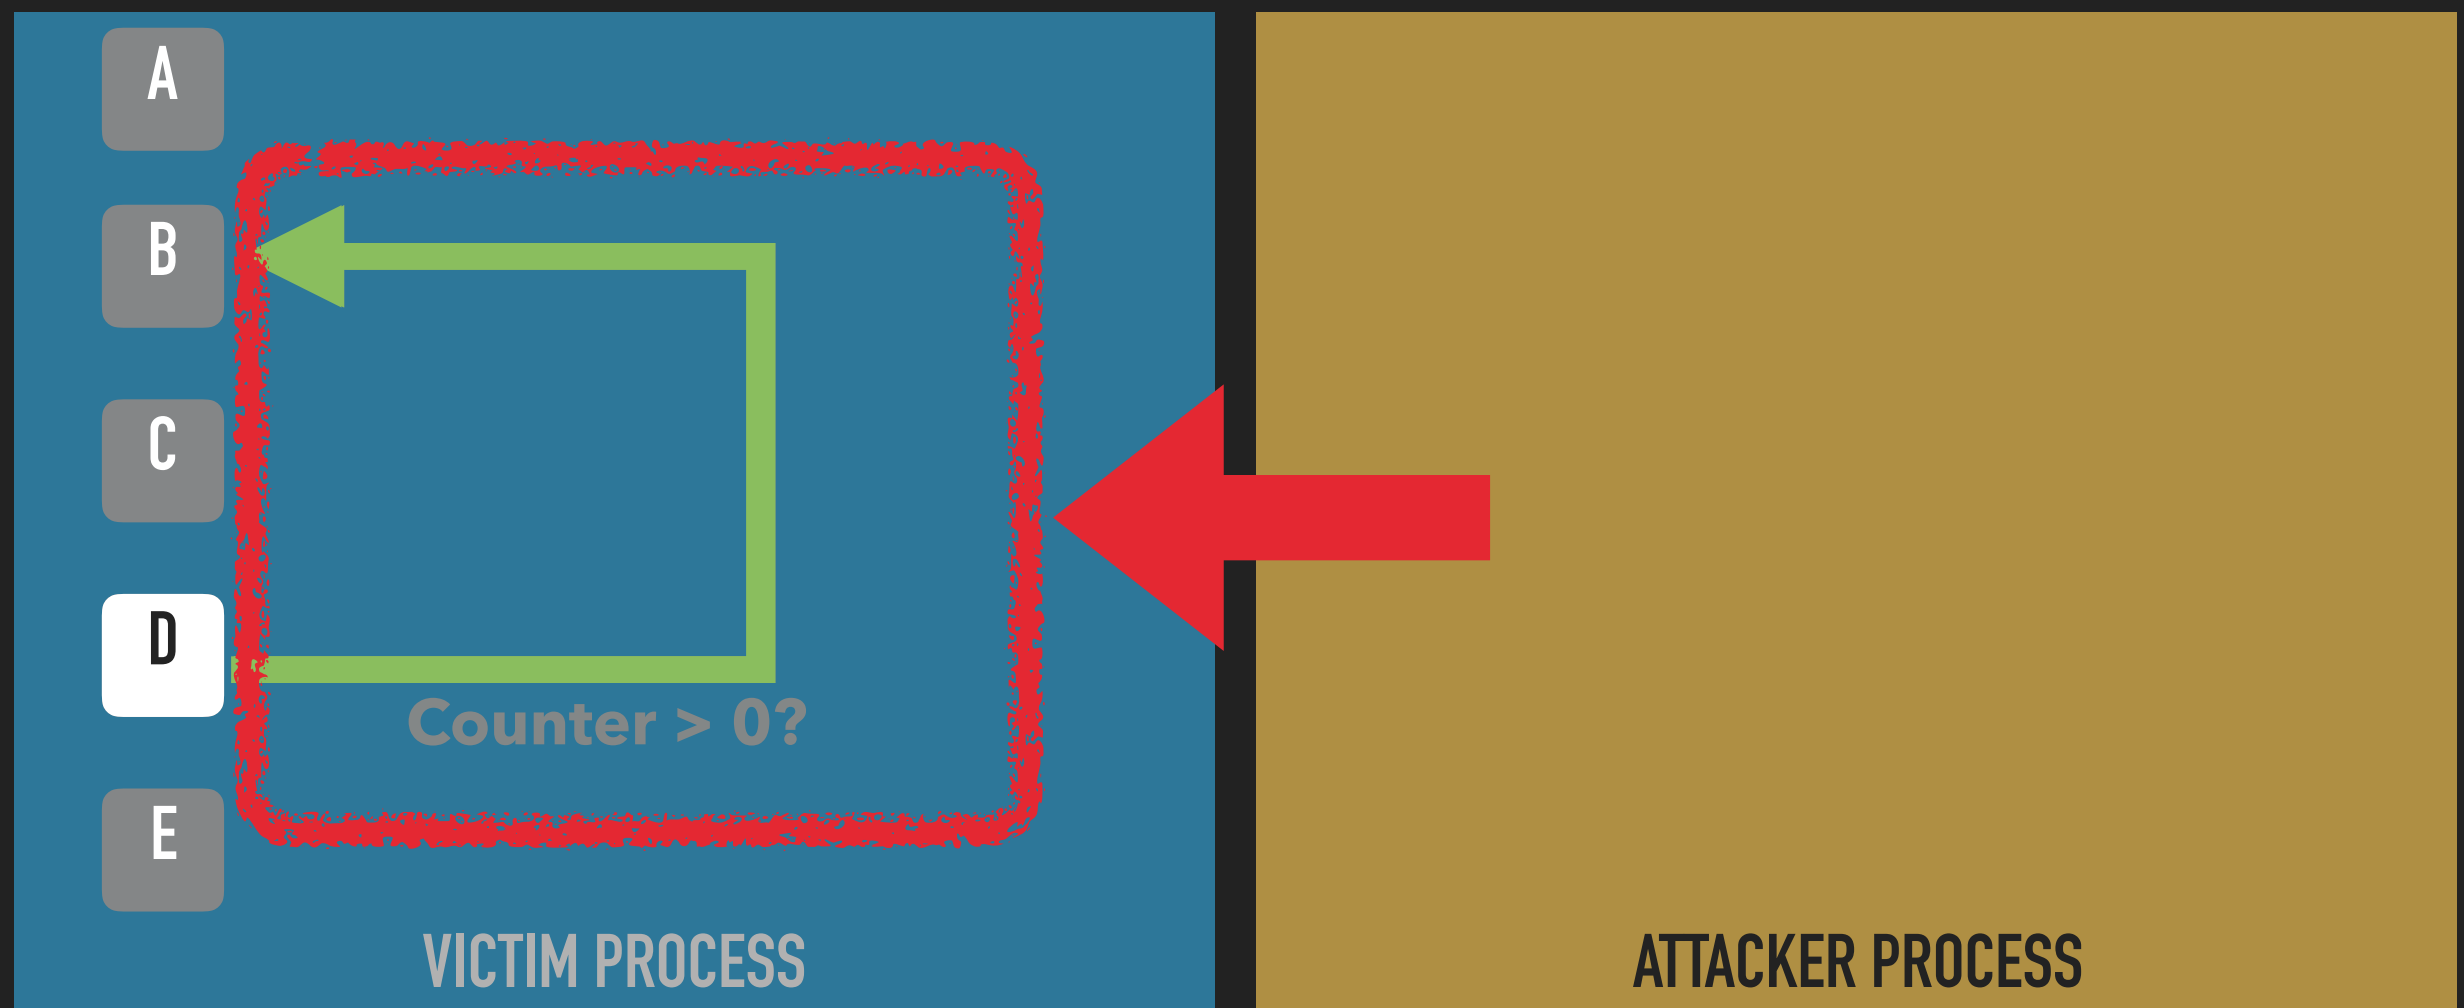 A
B
C
D
Counter > 0?
E
VICTIM PROCESS
ATTACKER PROCESS